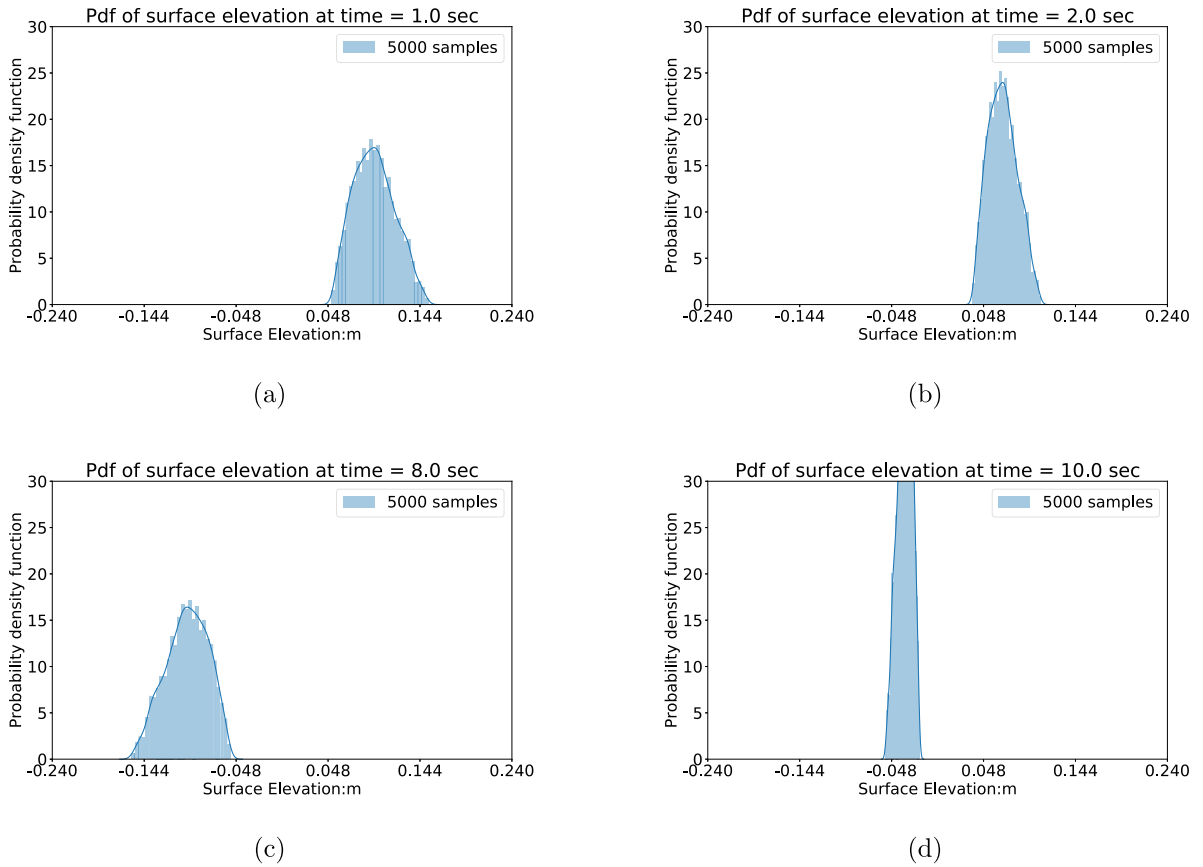 Pdf of surface elevation at time = 1.0 sec
30
25
20
15
10
5
0
Probability density function
5000 samples
-0.240 -0.144 -0.048 0.048 0.144 0.240
Surface Elevation:m
(a)
Pdf of surface elevation at time = 2.0 sec
30
25
20
15
10
5
0
Probability density function
5000 samples
-0.240 -0.144 -0.048 0.048 0.144 0.240
Surface Elevation:m
(b)
Pdf of surface elevation at time = 8.0 sec
30
25
20
15
10
5
0
Probability density function
5000 samples
-0.240 -0.144 -0.048 0.048 0.144 0.240
Surface Elevation:m
(c)
Pdf of surface elevation at time = 10.0 sec
30
25
20
15
10
5
0
Probability density function
5000 samples
-0.240 -0.144 -0.048 0.048 0.144 0.240
Surface Elevation:m
(d)